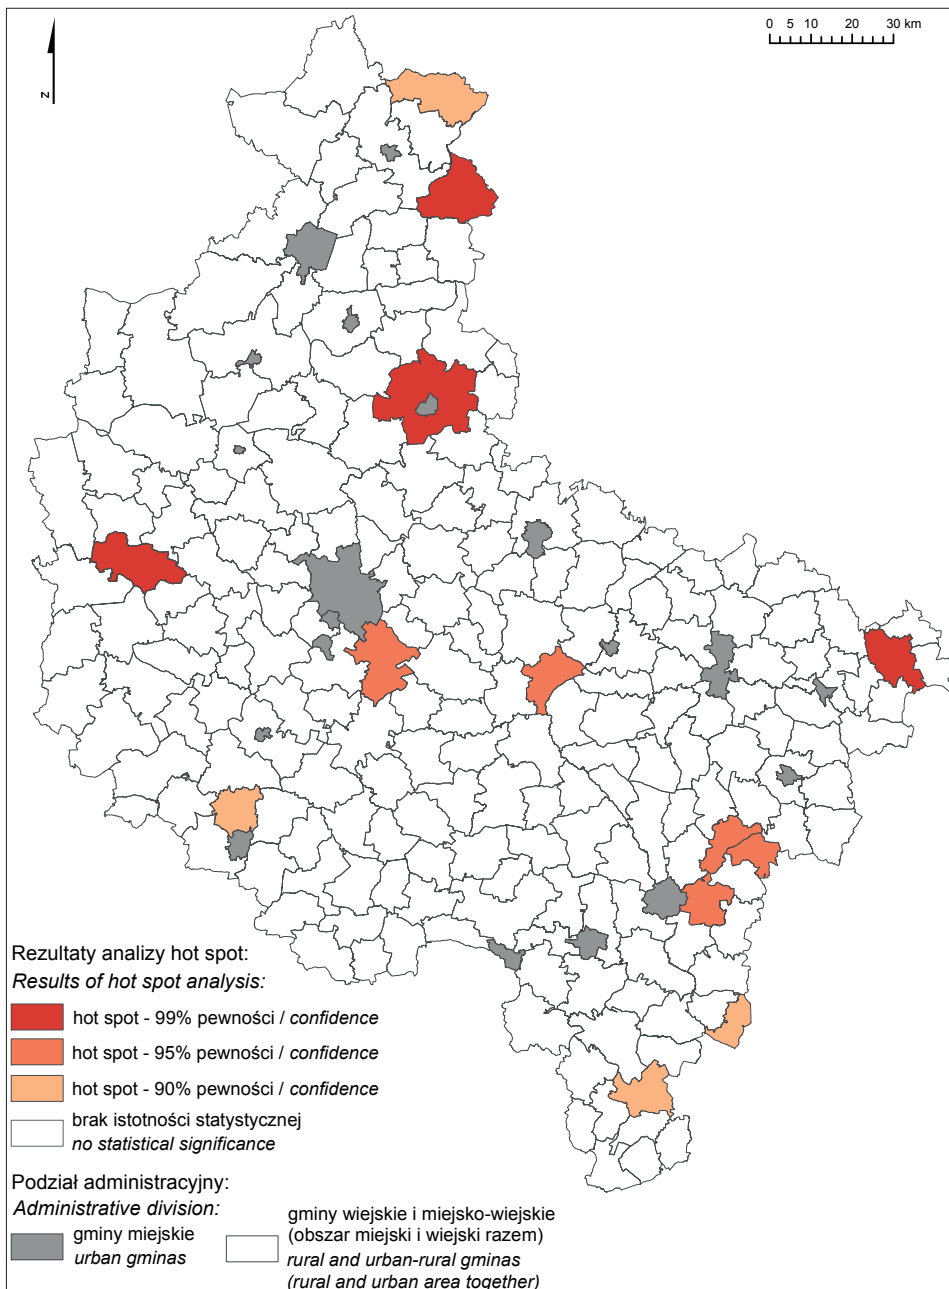 0 5 10 20 30 km
N
Rezultaty analizy hot spot:
Results of hot spot analysis:
hot spot - 99% pewności / confidence
hot spot - 95% pewności / confidence
hot spot - 90% pewności / confidence
brak istotności statystycznej
no statistical significance
Podział administracyjny:
Administrative division:
gminy miejskie
urban gminas
gminy wiejskie i miejsko-wiejskie
(obszar miejski i wiejski razem)
rural and urban-rural gminas
(rural and urban area together)